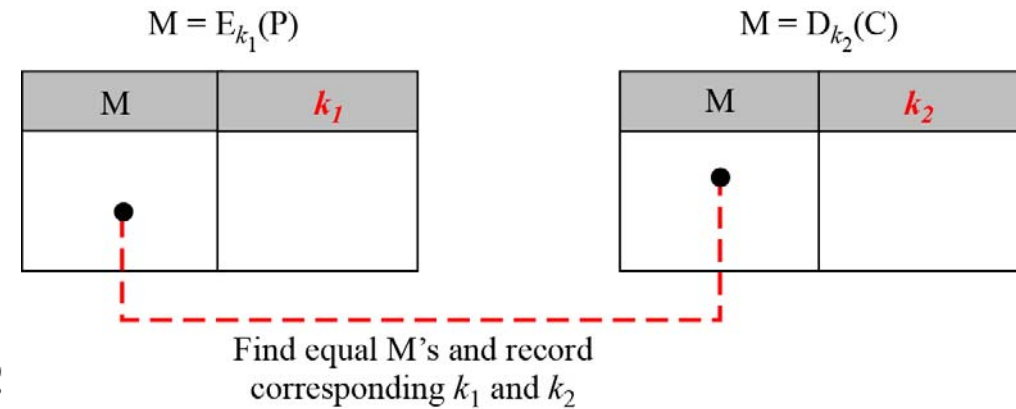 M = E_{k_1}(P)
M = D_{k_2}(C)
M k_1
M k_2
Find equal M’s and record
corresponding k_1 and k_2